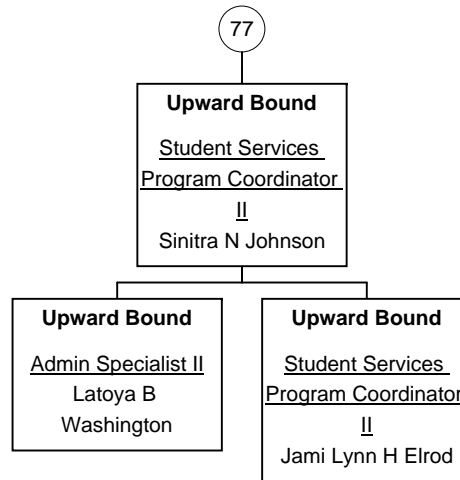 77
Upward Bound
Student Services
Program Coordinator
II
Sinitra N Johnson
Upward Bound
Admin Specialist II
Latoya B
Washington
Upward Bound
Student Services
Program Coordinator
II
Jami Lynn H Elrod